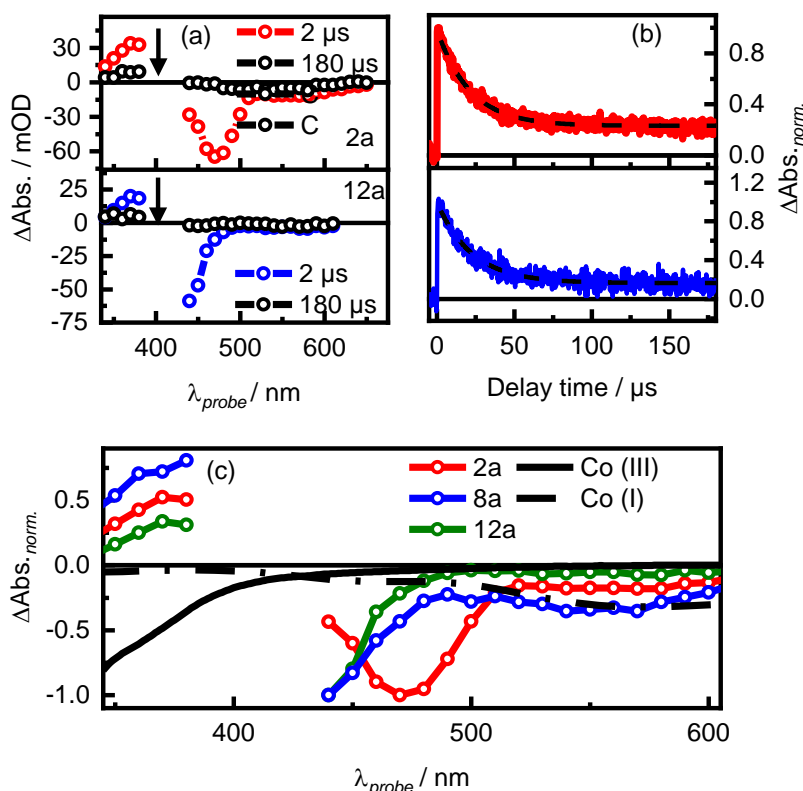 (a)
30
0
-30
-60
2 µs
180 µs
C
2a
ΔAbs. / mOD
25
0
-25
-50
-75
12a
2 µs
180 µs
400 500 600
λprobe / nm
(b)
0.8
0.4
0.0
1.2
0.8
0.4
0.0
ΔAbs.norm.
0 50 100 150
Delay time / µs
(c)
2a
8a
12a
Co (III)
Co (I)
0.5
0.0
-0.5
-1.0
ΔAbs.norm.
400 500 600
λprobe / nm